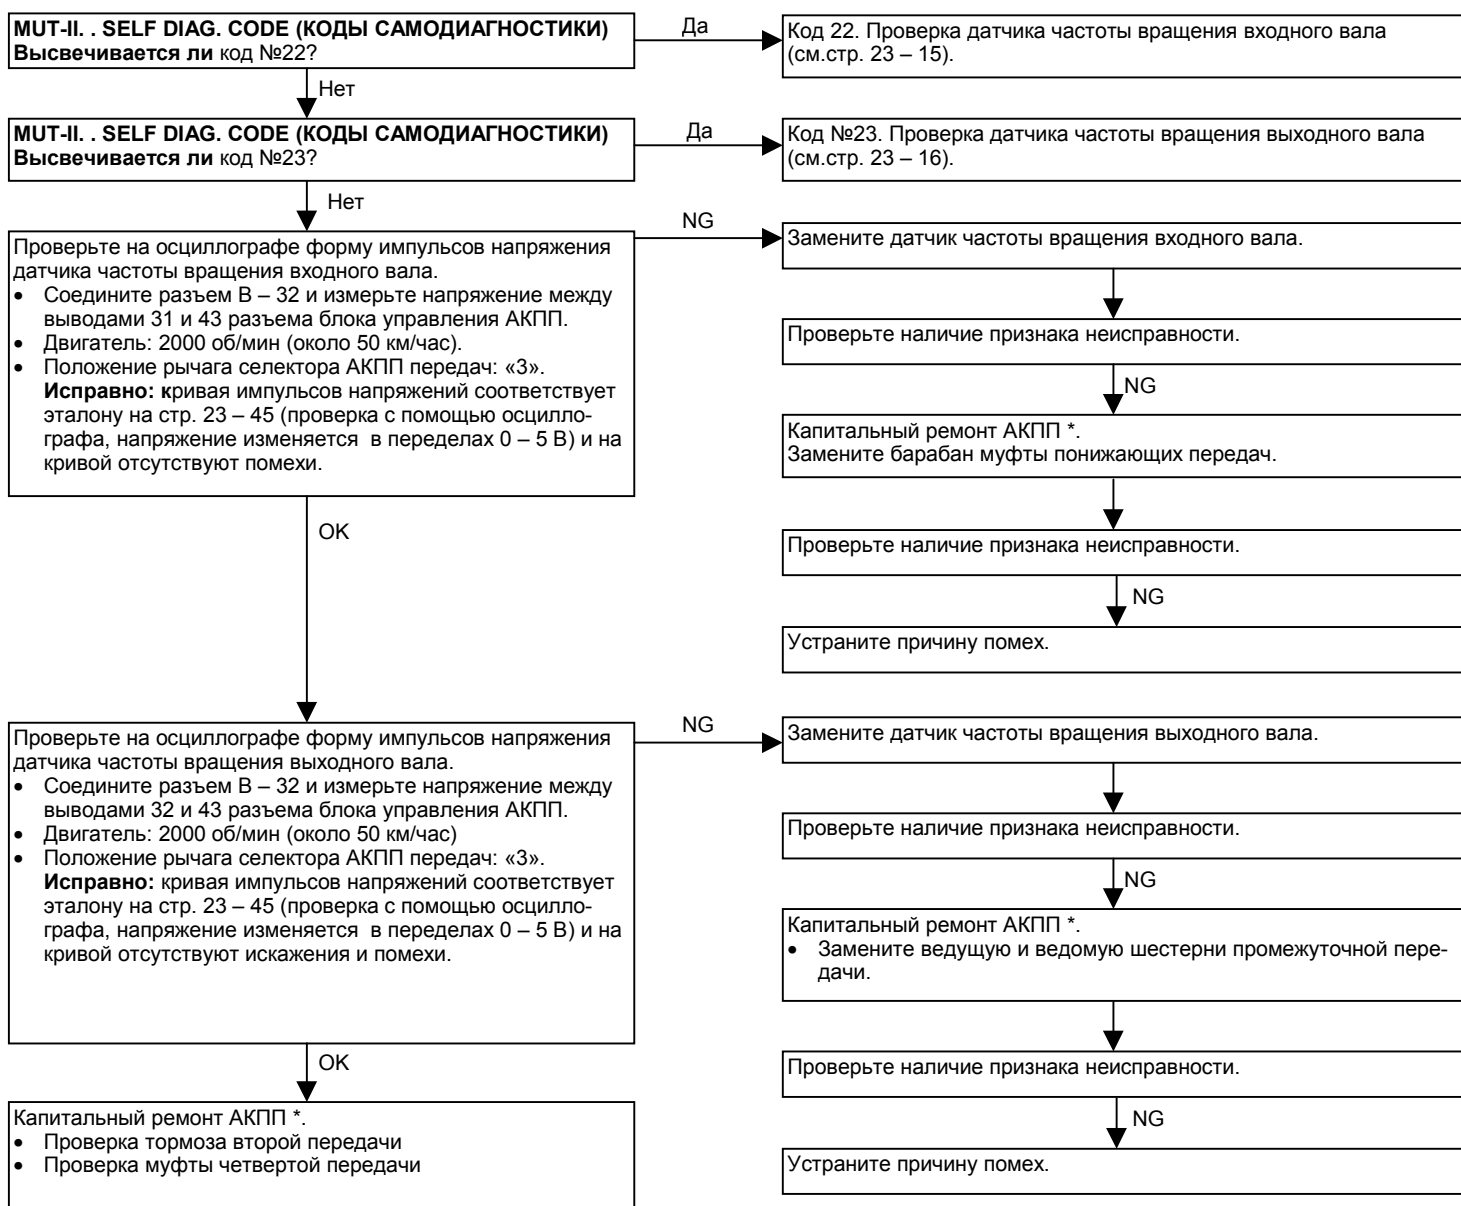 MUT-II. . SELF DIAG. CODE (КОДЫ САМОДИАГНОСТИКИ)
Высвечивается ли код №22?
Да
Код 22. Проверка датчика частоты вращения входного вала
(см.стр. 23 – 15).
Нет
MUT-II. . SELF DIAG. CODE (КОДЫ САМОДИАГНОСТИКИ)
Высвечивается ли код №23?
Да
Код №23. Проверка датчика частоты вращения выходного вала
(см.стр. 23 – 16).
Нет
Проверьте на осциллографе форму импульсов напряжения
датчика частоты вращения входного вала.
• Соедините разъем В – 32 и измерьте напряжение между
выводами 31 и 43 разъема блока управления АКПП.
• Двигатель: 2000 об/мин (около 50 км/час).
• Положение рычага селектора АКПП передач: «3».
Исправно: кривая импульсов напряжений соответствует
эталону на стр. 23 – 45 (проверка с помощью осцилло-
графа, напряжение изменяется в переделах 0 – 5 В) и на
кривой отсутствуют помехи.
NG
Замените датчик частоты вращения входного вала.
Проверьте наличие признака неисправности.
NG
Капитальный ремонт АКПП *.
Замените барабан муфты понижающих передач.
Проверьте наличие признака неисправности.
NG
Устраните причину помех.
OK
Проверьте на осциллографе форму импульсов напряжения
датчика частоты вращения выходного вала.
• Соедините разъем В – 32 и измерьте напряжение между
выводами 32 и 43 разъема блока управления АКПП.
• Двигатель: 2000 об/мин (около 50 км/час)
• Положение рычага селектора АКПП передач: «3».
Исправно: кривая импульсов напряжений соответствует
эталону на стр. 23 – 45 (проверка с помощью осцилло-
графа, напряжение изменяется в переделах 0 – 5 В) и на
кривой отсутствуют искажения и помехи.
NG
Замените датчик частоты вращения выходного вала.
Проверьте наличие признака неисправности.
NG
Капитальный ремонт АКПП *.
• Замените ведущую и ведомую шестерни промежуточной пере-
дачи.
Проверьте наличие признака неисправности.
NG
Устраните причину помех.
OK
Капитальный ремонт АКПП *.
• Проверка тормоза второй передачи
• Проверка муфты четвертой передачи